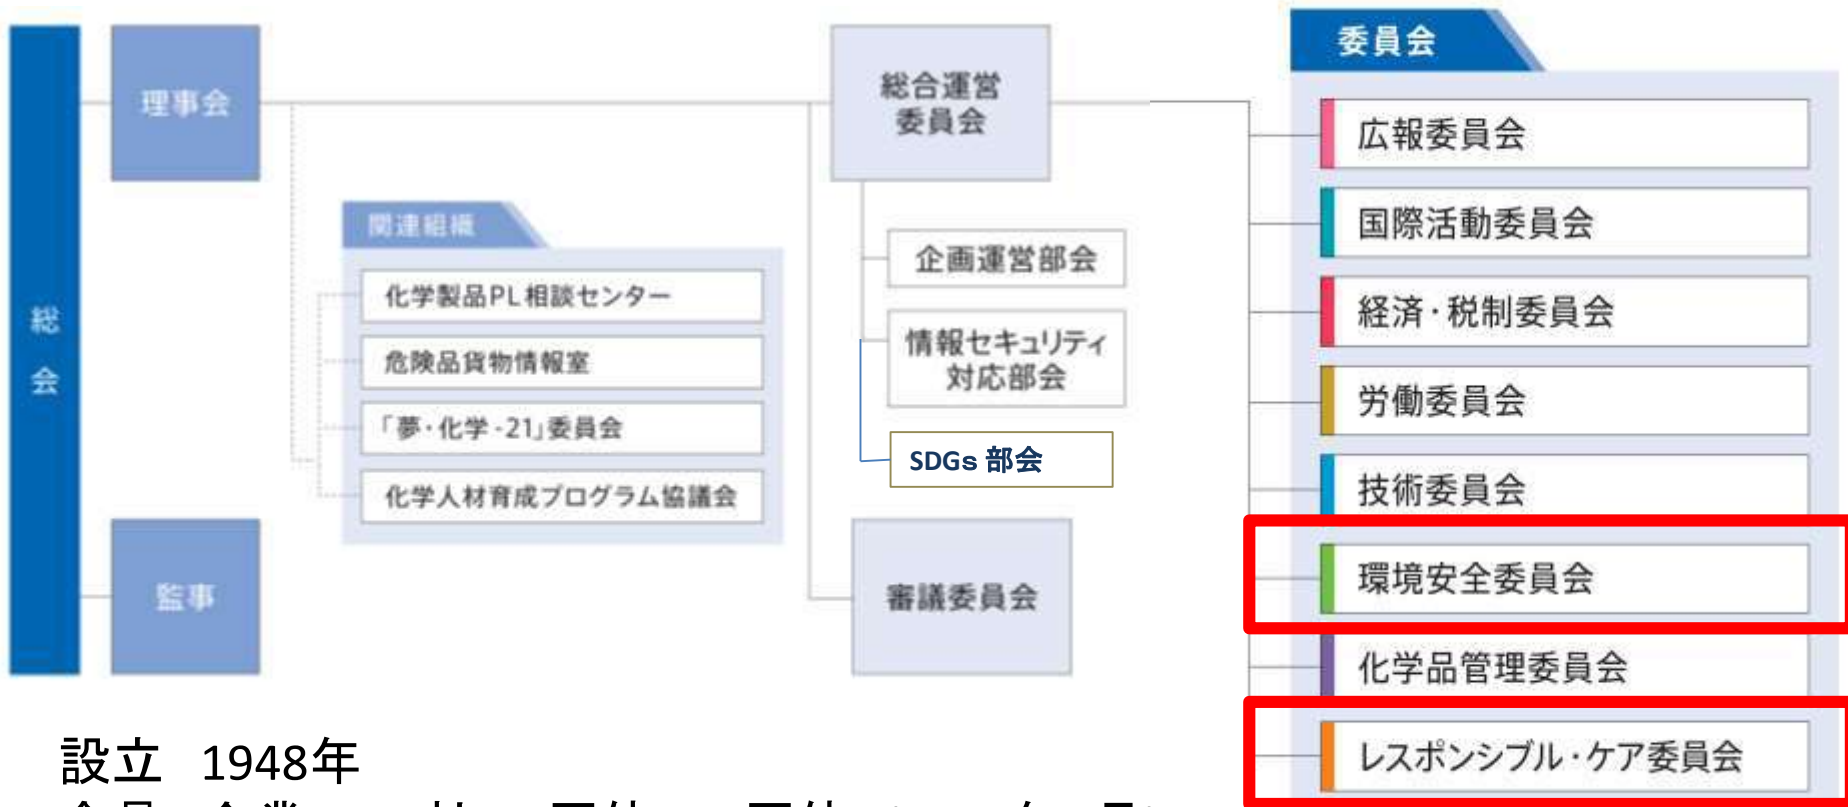 総会
理事会
監事
関連組織
化学製品PL相談センター
危険品貨物情報室
「夢・化学-21」委員会
化学人材育成プログラム協議会
総合運営
委員会
企画運営部会
情報セキュリティ
対応部会
SDGs 部会
審議委員会
委員会
広報委員会
国際活動委員会
経済・税制委員会
労働委員会
技術委員会
環境安全委員会
化学品管理委員会
レスポンシブル・ケア委員会
設立 1948年